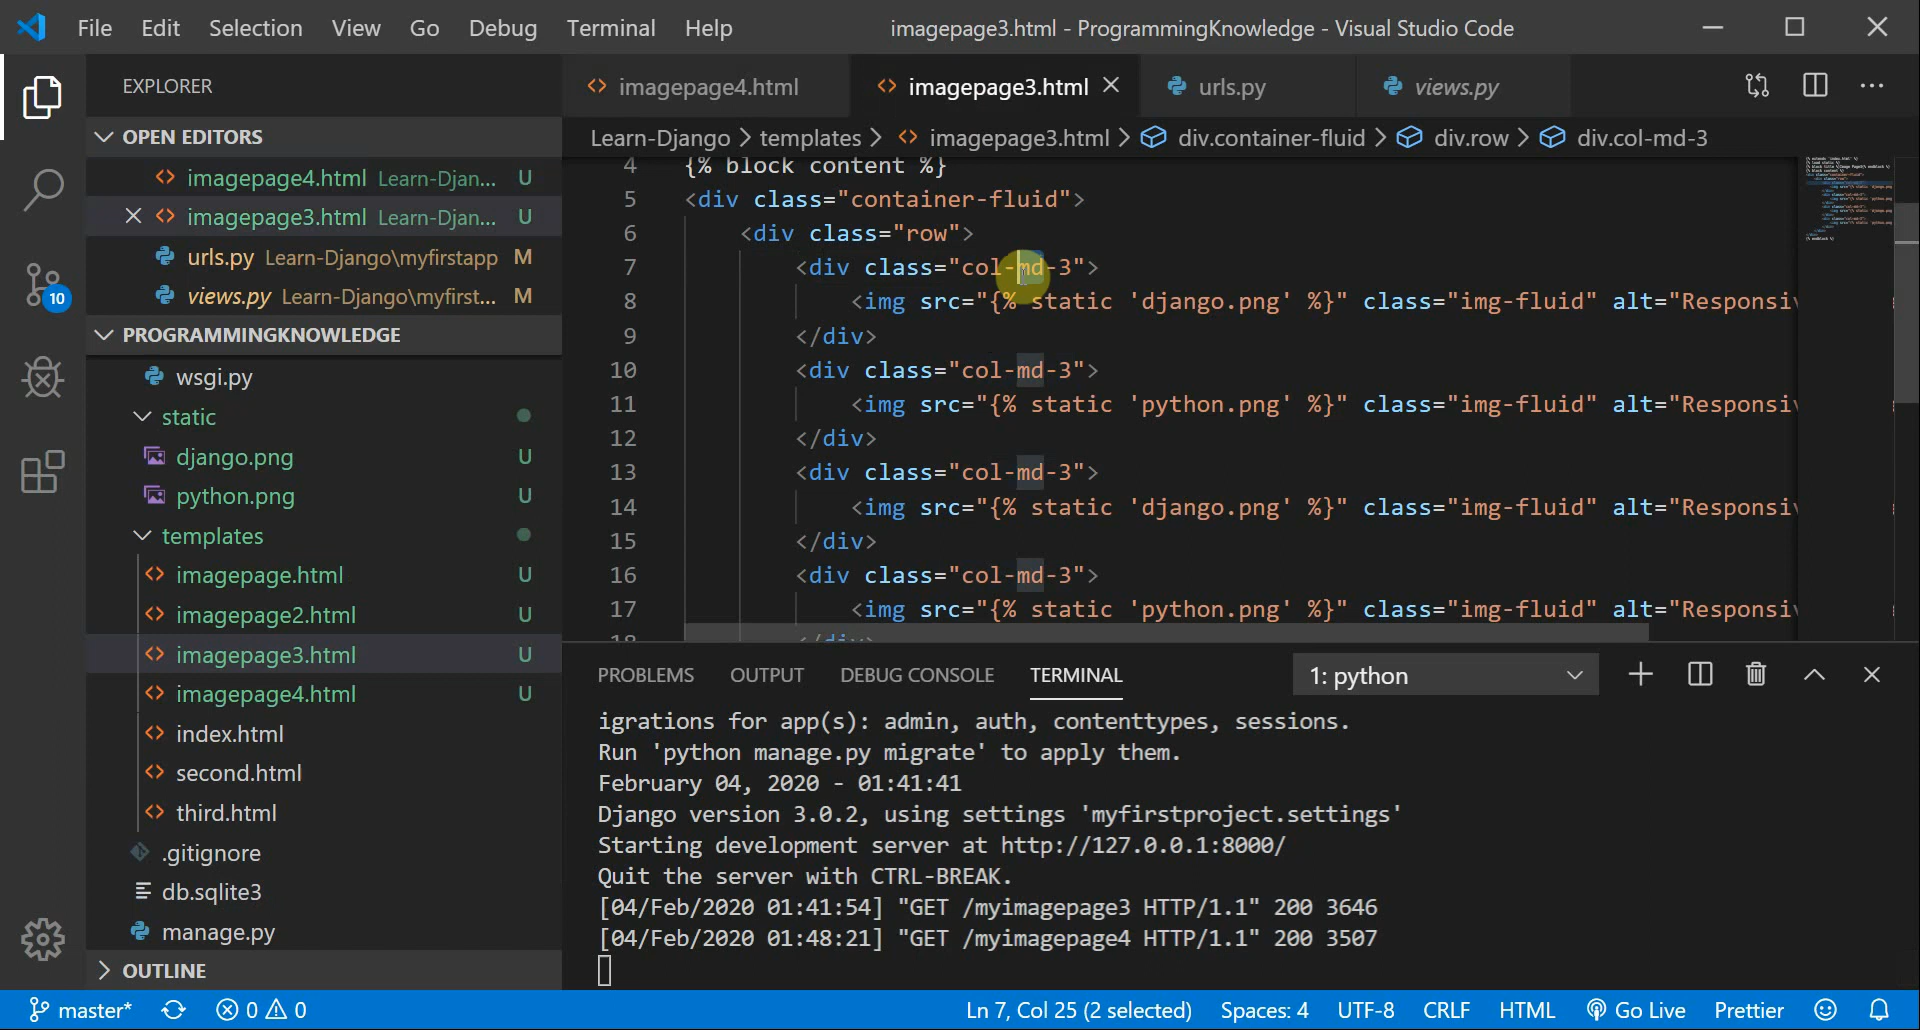 File Edit Selection View Go Debug Terminal Help imagepage3.html - ProgrammingKnowledge - Visual Studio Code
EXPLORER
OPEN EDITORS
imagepage4.html Learn-Djan... U
imagepage3.html Learn-Djan... U
urls.py Learn-Django\myfirstapp M
views.py Learn-Django\myfirst... M
PROGRAMMINGKNOWLEDGE
wsgi.py
static
django.png U
python.png U
templates
imagepage.html U
imagepage2.html U
imagepage3.html U
imagepage4.html U
index.html
second.html
third.html
.gitignore
db.sqlite3
manage.py
OUTLINE
10
imagepage4.html imagepage3.html urls.py views.py
Learn-Django > templates > imagepage3.html > div.container-fluid > div.row > div.col-md-3
4 {% block content %}
5 <div class="container-fluid">
6 <div class="row">
7 <div class="col-md-3">
8 <img src="{% static 'django.png' %}" class="img-fluid" alt="Responsiv
9 </div>
10 <div class="col-md-3">
11 <img src="{% static 'python.png' %}" class="img-fluid" alt="Responsiv
12 </div>
13 <div class="col-md-3">
14 <img src="{% static 'django.png' %}" class="img-fluid" alt="Responsiv
15 </div>
16 <div class="col-md-3">
17 <img src="{% static 'python.png' %}" class="img-fluid" alt="Responsiv
18 </div>
PROBLEMS OUTPUT DEBUG CONSOLE TERMINAL 1: python
igrations for app(s): admin, auth, contenttypes, sessions.
Run 'python manage.py migrate' to apply them.
February 04, 2020 - 01:41:41
Django version 3.0.2, using settings 'myfirstproject.settings'
Starting development server at http://127.0.0.1:8000/
Quit the server with CTRL-BREAK.
[04/Feb/2020 01:41:54] "GET /myimagepage3 HTTP/1.1" 200 3646
[04/Feb/2020 01:48:21] "GET /myimagepage4 HTTP/1.1" 200 3507
master* 0 0 Ln 7, Col 25 (2 selected) Spaces: 4 UTF-8 CRLF HTML Go Live Prettier